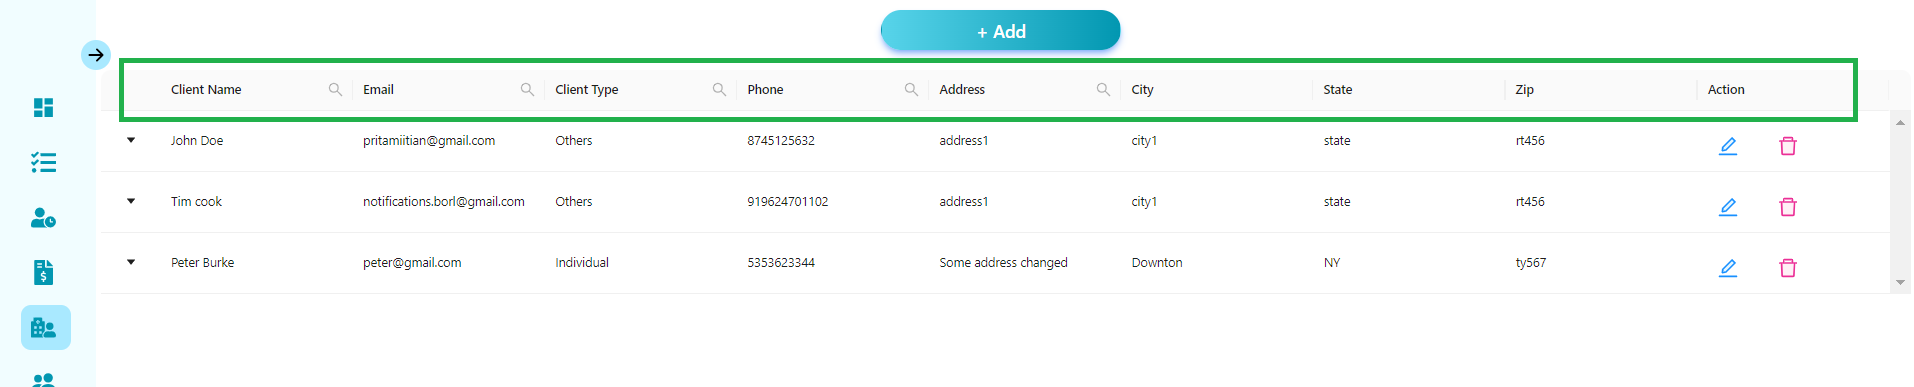 + Add
Client Name Email Client Type Phone Address City State Zip Action
John Doe pritamiitian@gmail.com Others 8745125632 address1 city1 state rt456
Tim cook notifications.borl@gmail.com Others 919624701102 address1 city1 state rt456
Peter Burke peter@gmail.com Individual 5353623344 Some address changed Downton NY ty567